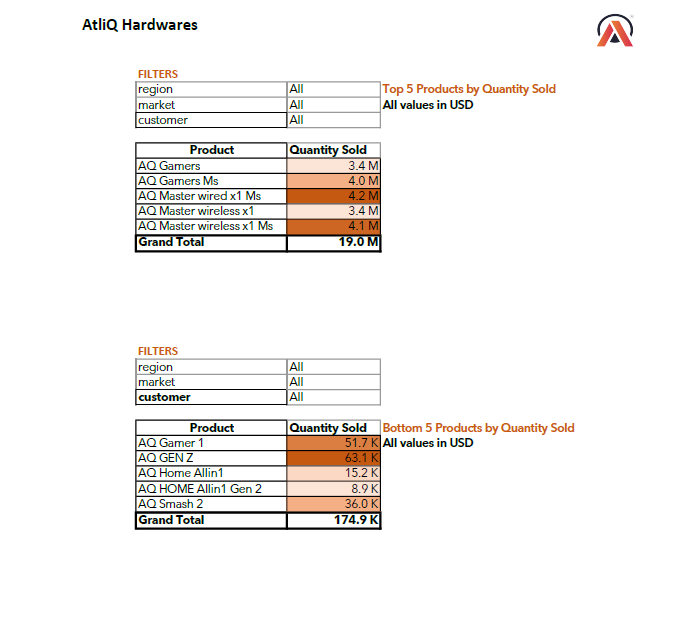 AtliQ Hardwares
FILTERS
region All Top 5 Products by Quantity Sold
market All All values in USD
customer All
Product Quantity Sold
AQ Gamers 3.4 M
AQ Gamers Ms 4.0 M
AQ Master wired x1 Ms 4.2 M
AQ Master wireless x1 3.4 M
AQ Master wireless x1 Ms 4.1 M
Grand Total 19.0 M
FILTERS
region All
market All
customer All
Product Quantity Sold Bottom 5 Products by Quantity Sold
AQ Gamer 1 51.7 K All values in USD
AQ GEN Z 63.1 K
AQ Home Allin1 15.2 K
AQ HOME Allin1 Gen 2 8.9 K
AQ Smash 2 36.0 K
Grand Total 174.9 K